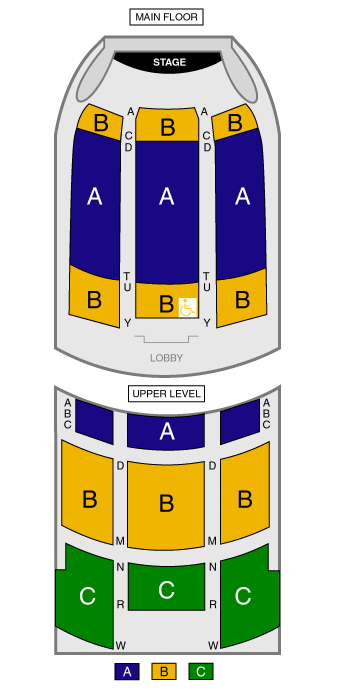 MAIN FLOOR
STAGE
A A
B B B
C C
D D
A A A
T T
U U
B B B
Y Y
LOBBY
UPPER LEVEL
A A
B B
C C
A
D D
B B B
M M
N N
C C C
R R
W W
A B C